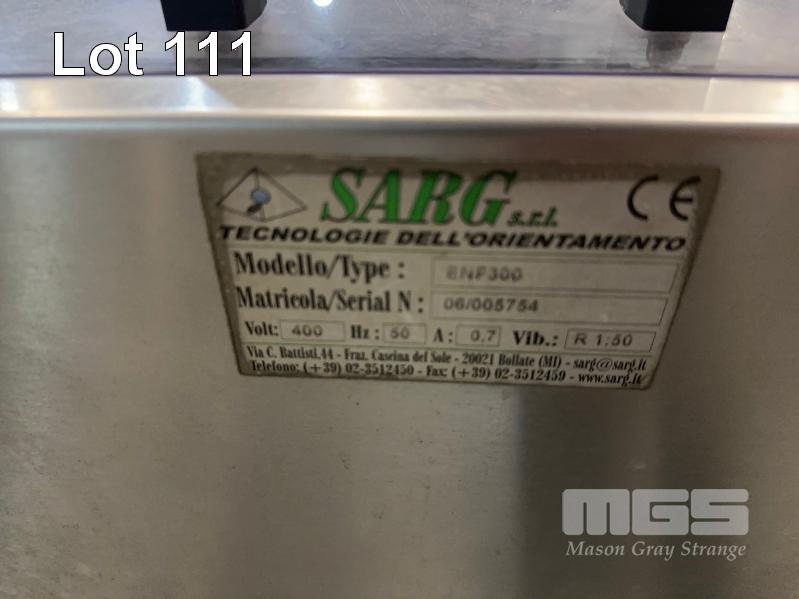 Lot 111
SARG s.r.l. CE
TECNOLOGIE DELL'ORIENTAMENTO
Modello/Type : ENF300
Matricola/Serial N : 06/005754
Volt: 400 Hz : 50 A : 0,7 Vib.: R 1:50
Via C. Battisti,44 - Fraz. Cascina del Sole - 20021 Bollate (MI) - sarg@sarg.it
Telefono: (+ 39) 02-3512450 - Fax: (+ 39) 02-3512459 - www.sarg.it
MGS
Mason Gray Strange